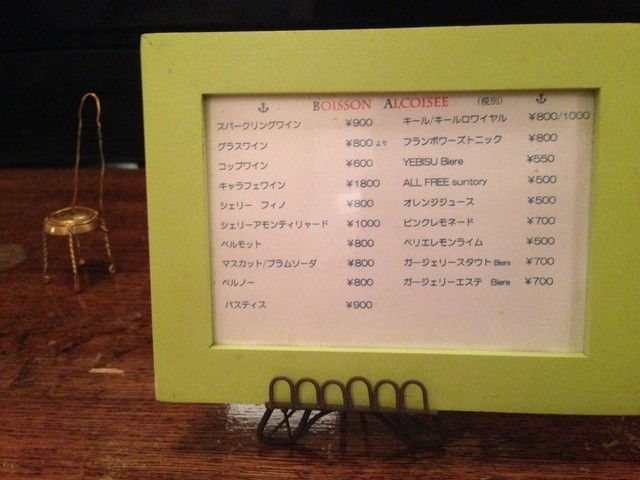 BOISSON ALCOISEE (税別)
スパークリングワイン ¥900
グラスワイン ¥800より
コップワイン ¥600
キャラフェワイン ¥1800
シェリー フィノ ¥800
シェリーアモンティリャード ¥1000
ベルモット ¥800
マスカット/プラムソーダ ¥800
ペルノー ¥800
パスティス ¥900
キール/キールロワイヤル ¥800/1000
フランボワーズトニック ¥800
YEBISU Biere ¥550
ALL FREE suntory ¥500
オレンジジュース ¥500
ピンクレモネード ¥700
ペリエレモンライム ¥500
ガージェリースタウト Biere ¥700
ガージェリーエステ Biere ¥700